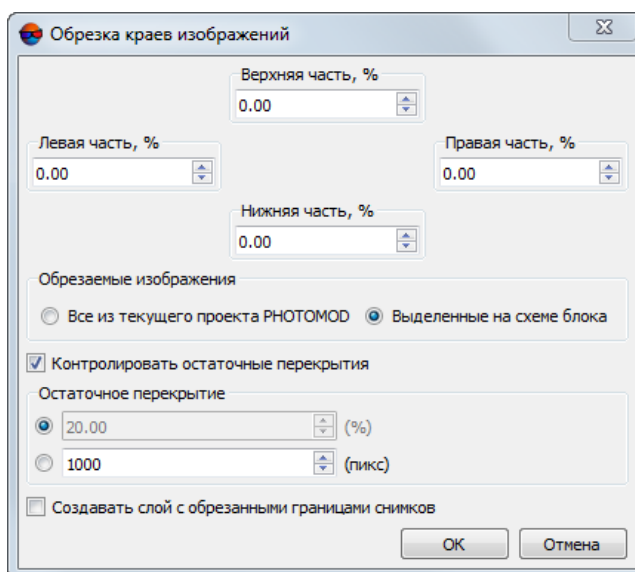 Обрезка краев изображений
Верхняя часть, %
0.00
Левая часть, %
Правая часть, %
0.00
0.00
Нижняя часть, %
0.00
Обрезаемые изображения
Все из текущего проекта PHOTOMOD Выделенные на схеме блока
Контролировать остаточные перекрытия
Остаточное перекрытие
20.00 (%)
1000 (пикс)
Создавать слой с обрезанными границами снимков
OK Отмена